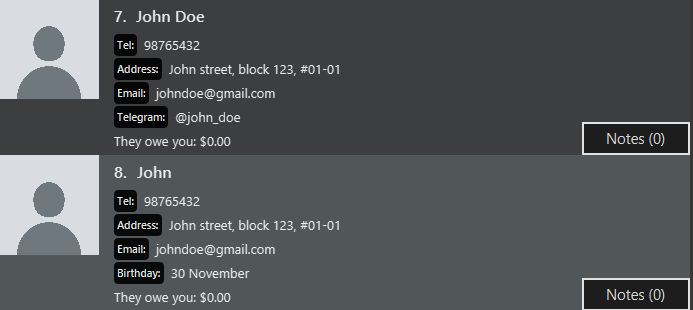 7. John Doe
Tel: 98765432
Address: John street, block 123, #01-01
Email: johndoe@gmail.com
Telegram: @john_doe
They owe you: $0.00
Notes (0)
8. John
Tel: 98765432
Address: John street, block 123, #01-01
Email: johndoe@gmail.com
Birthday: 30 November
They owe you: $0.00
Notes (0)